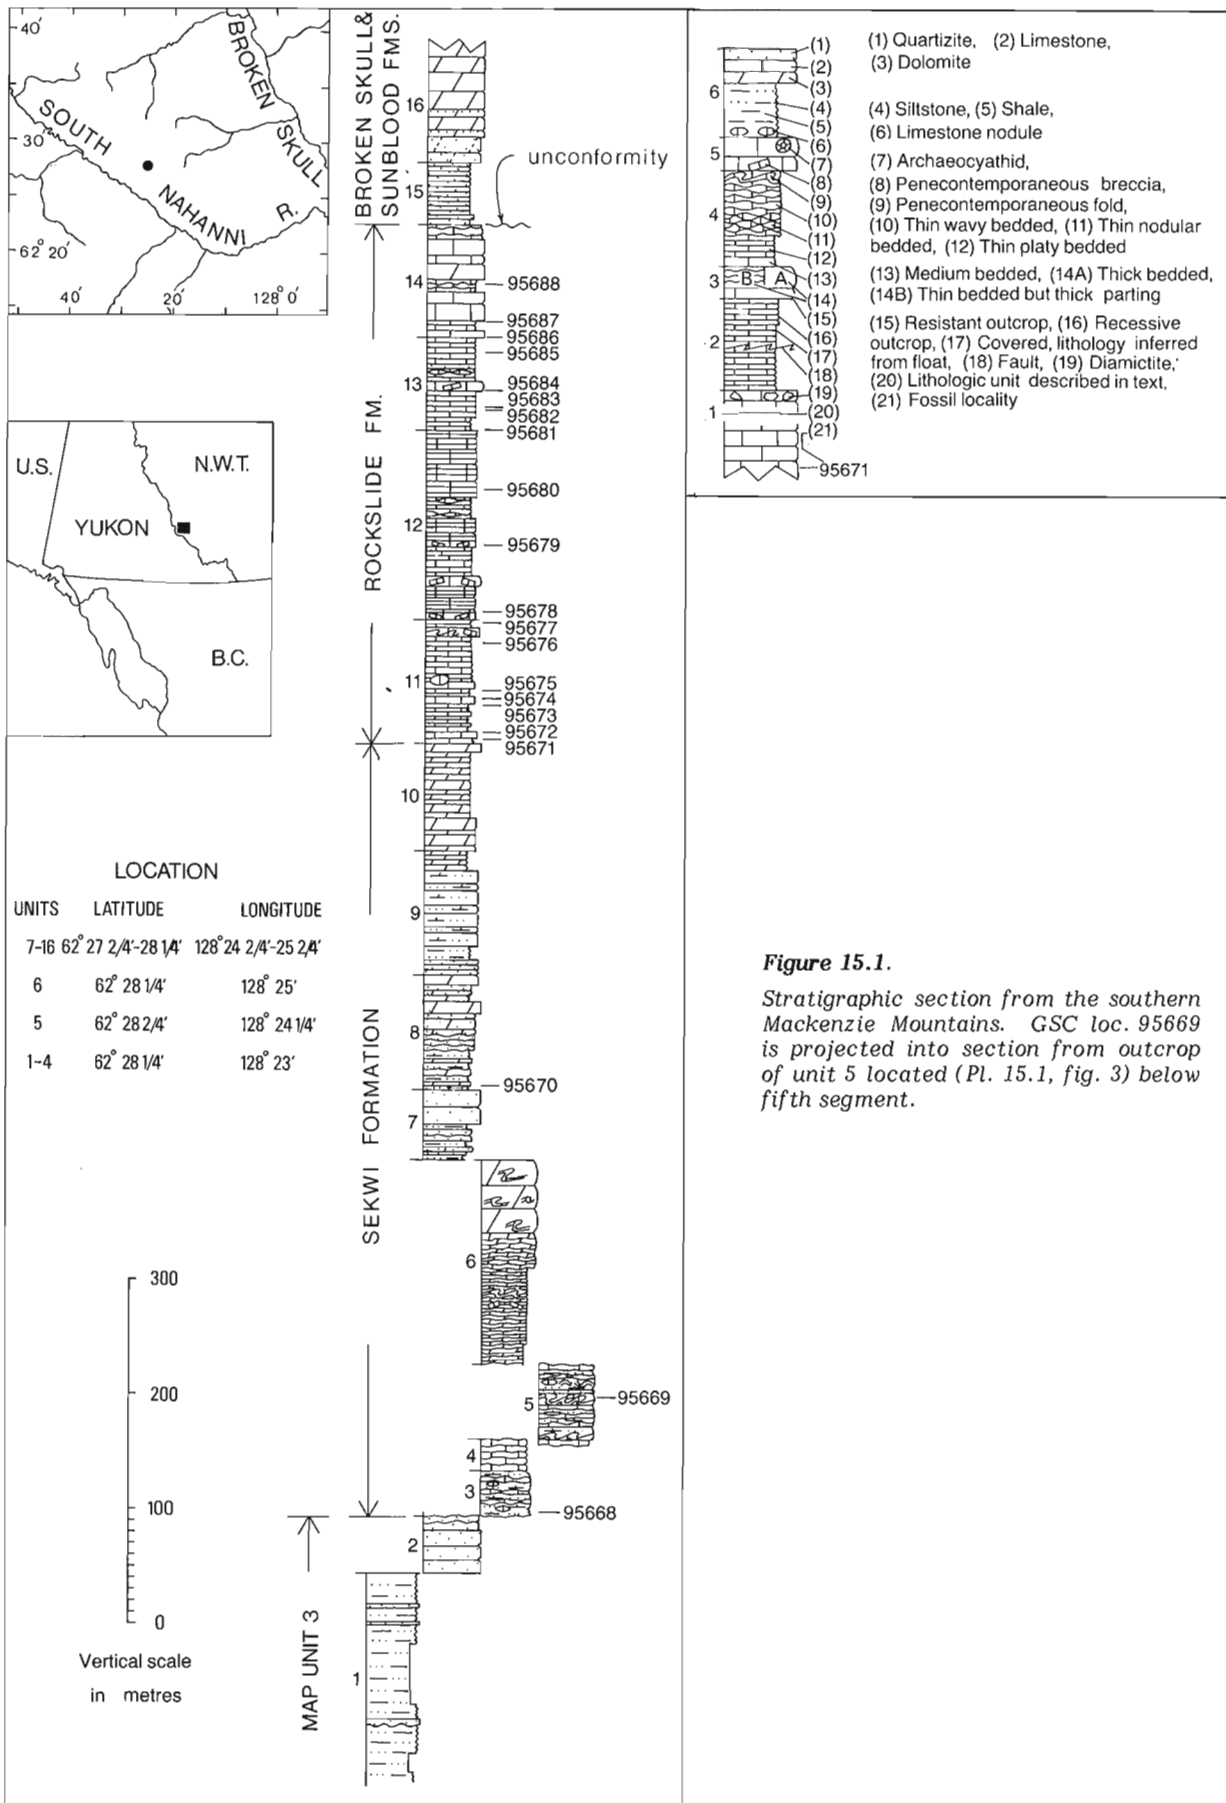 40'
BROKEN
SKULL
R.
SOUTH
NAHANNI
30'
62° 20'
40'
20'
128° 0'
U.S.
N.W.T.
YUKON
B.C.
LOCATION
UNITS LATITUDE LONGITUDE
7-16 62° 27 2/4'-28 1/4' 128° 24 2/4'-25 2/4'
6 62° 28 1/4' 128° 25'
5 62° 28 2/4' 128° 24 1/4'
1-4 62° 28 1/4' 128° 23'
300
200
100
0
Vertical scale
in metres
BROKEN SKULL &
SUNBLOOD FMS.
ROCKSLIDE FM.
SEKWI FORMATION
MAP UNIT 3
unconformity
16
15
14
13
12
11
10
9
8
7
6
5
4
3
2
1
95688
95687
95686
95685
95684
95683
95682
95681
95680
95679
95678
95677
95676
95675
95674
95673
95672
95671
95670
95669
95668
6
5
4
3
2
1
B A
(1)
(2)
(3)
(4)
(5)
(6)
(7)
(8)
(9)
(10)
(11)
(12)
(13)
(14)
(15)
(16)
(17)
(18)
(19)
(20)
(21)
95671
(1) Quartizite, (2) Limestone,
(3) Dolomite
(4) Siltstone, (5) Shale,
(6) Limestone nodule
(7) Archaeocyathid,
(8) Penecontemporaneous breccia,
(9) Penecontemporaneous fold,
(10) Thin wavy bedded, (11) Thin nodular
bedded, (12) Thin platy bedded
(13) Medium bedded, (14A) Thick bedded,
(14B) Thin bedded but thick parting
(15) Resistant outcrop, (16) Recessive
outcrop, (17) Covered, lithology inferred
from float, (18) Fault, (19) Diamictite,
(20) Lithologic unit described in text,
(21) Fossil locality
Figure 15.1.
Stratigraphic section from the southern
Mackenzie Mountains. GSC loc. 95669
is projected into section from outcrop
of unit 5 located (Pl. 15.1, fig. 3) below
fifth segment.